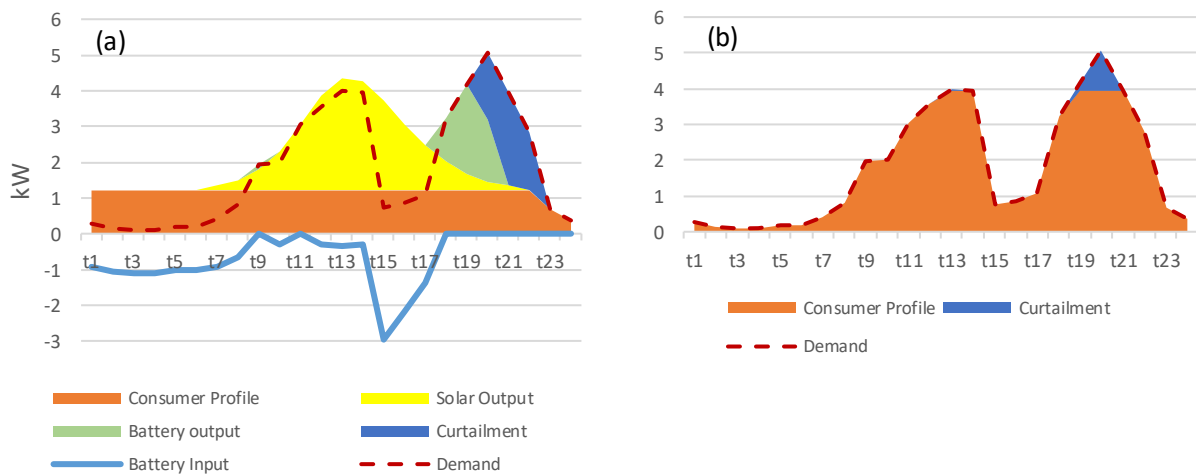 (a)
kW
6
5
4
3
2
1
0
-1
-2
-3
t1 t3 t5 t7 t9 t11 t13 t15 t17 t19 t21 t23
Consumer Profile Solar Output
Battery output Curtailment
Battery Input Demand
(b)
6
5
4
3
2
1
0
t1 t3 t5 t7 t9 t11 t13 t15 t17 t19 t21 t23
Consumer Profile Curtailment
Demand